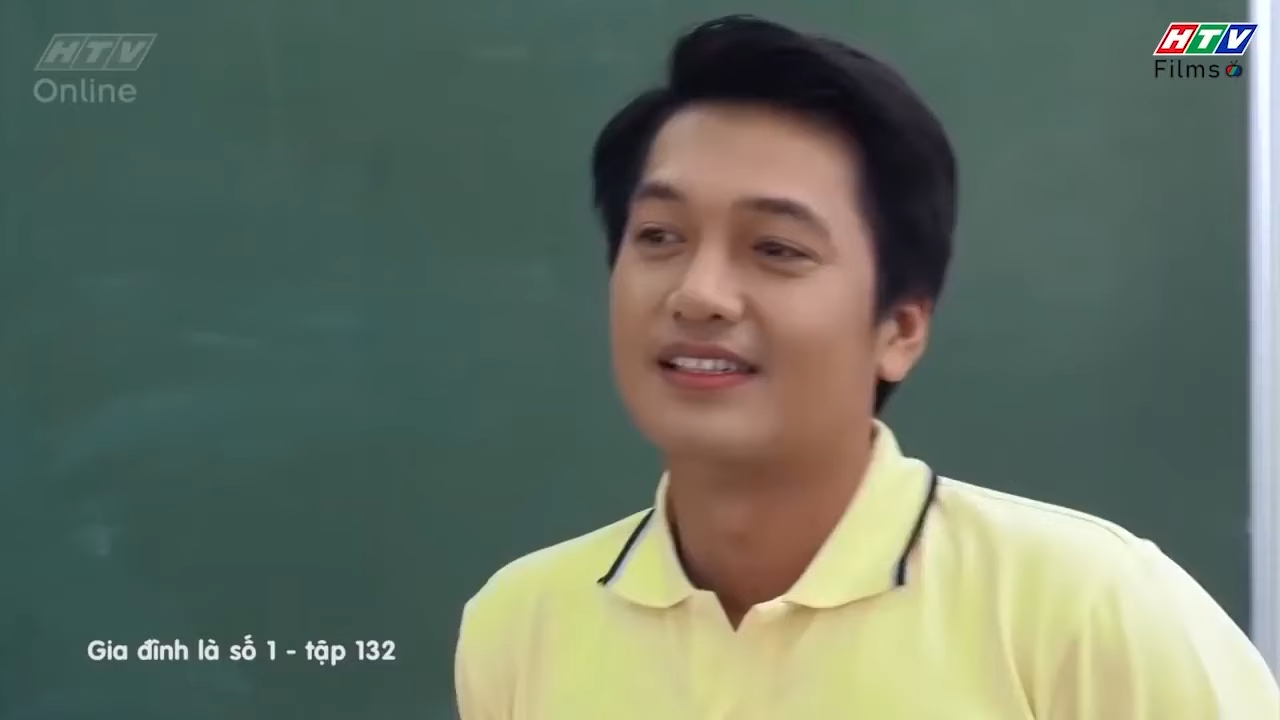 HTV
Online
HTV
Films
Gia đình là số 1 - tập 132